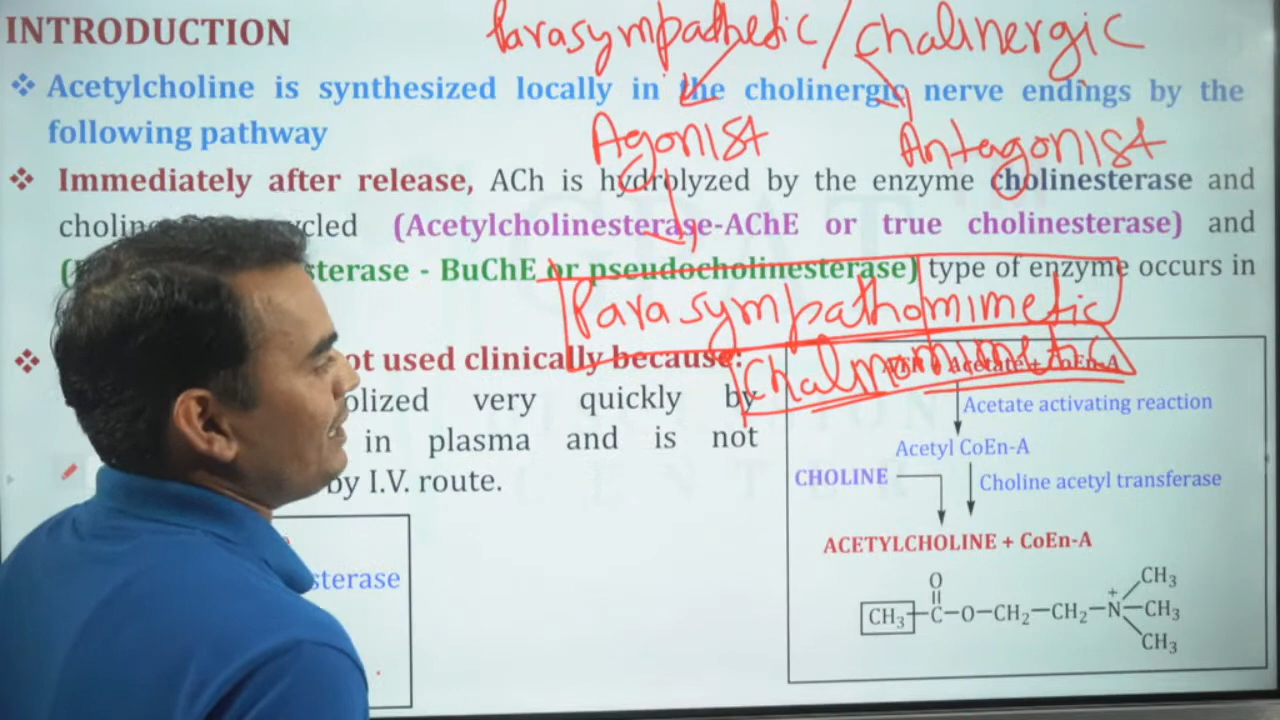 INTRODUCTION
Parasympathetic / Chalinergic
❖ Acetylcholine is synthesized locally in the cholinergic nerve endings by the
following pathway
Agonist
Antagonist
❖ Immediately after release, ACh is hydrolyzed by the enzyme cholinesterase and
(Acetylcholinesterase-AChE or true cholinesterase) and
sterase - BuChE or pseudocholinesterase) type of enzyme occurs in
Parasympathomimetic
❖ ot used clinically because:
Chalinomimetic
Acetate + CoEn-A
olized very quickly by
Acetate activating reaction
in plasma and is not
Acetyl CoEn-A
by I.V. route.
CHOLINE
Choline acetyl transferase
ACETYLCHOLINE + CoEn-A
sterase
O
CH3
CH3–C–O–CH2–CH2–N–CH3
+
CH3